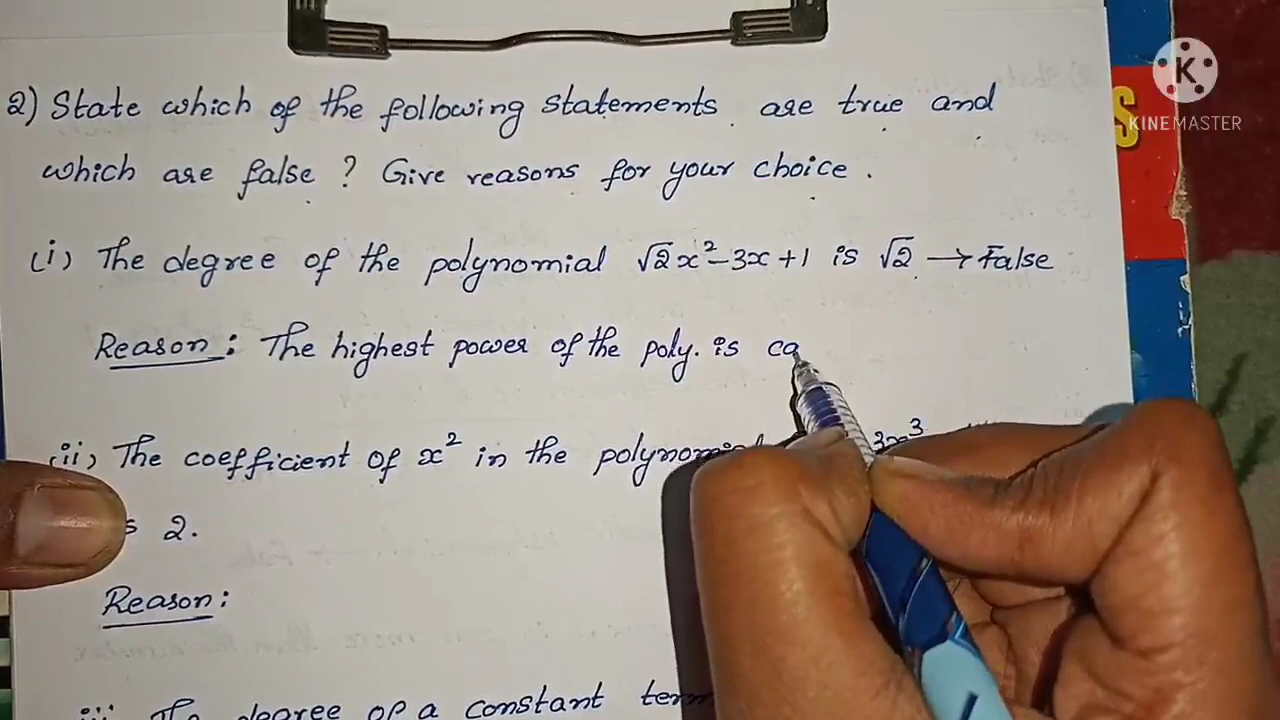 2) State which of the following statements are true and
which are false ? Give reasons for your choice .
(i) The degree of the polynomial √2x²-3x+1 is √2 → False
Reason : The highest power of the poly. is ca
(ii) The coefficient of x² in the 3x³
2.
Reason :
degree of a constant term
K
KINEMASTER
S